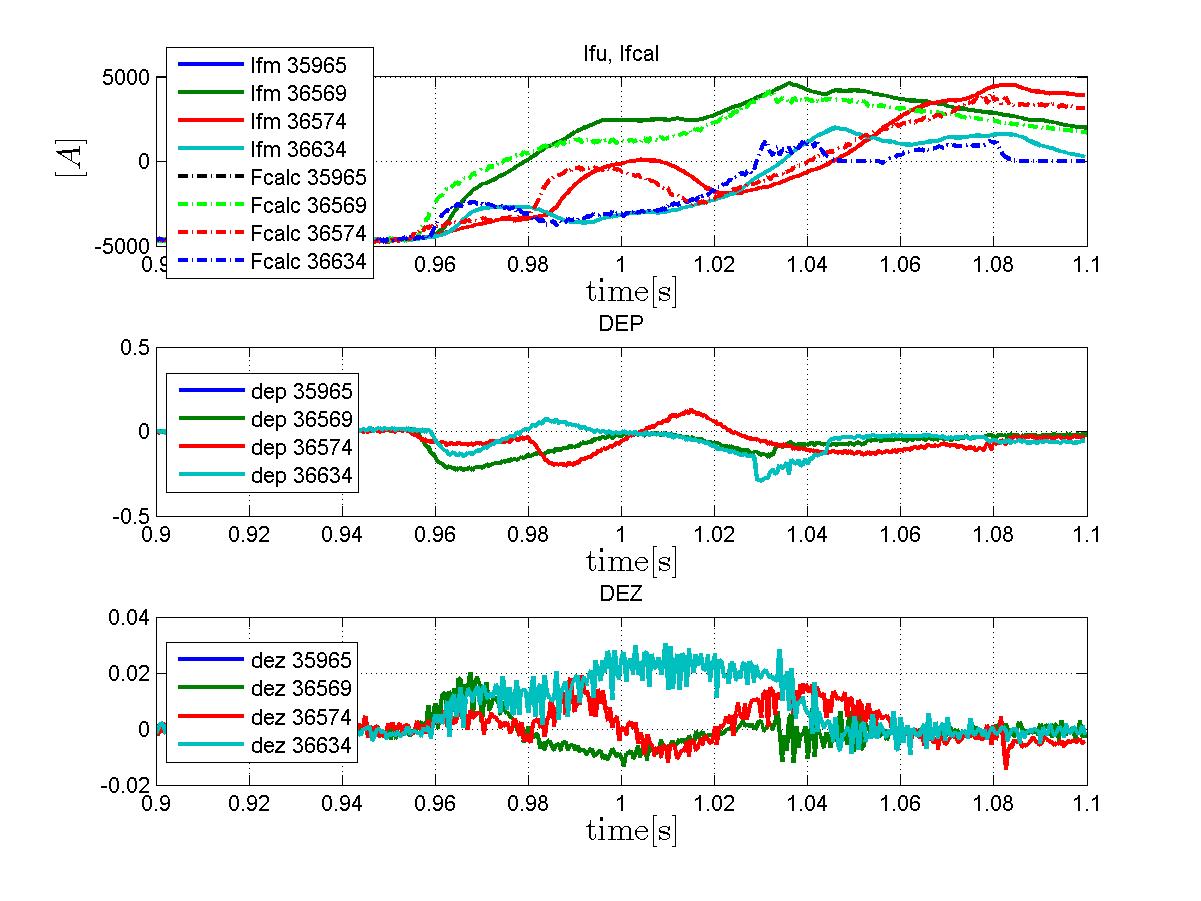 Ifu, Ifcal
[A]
5000
0
-5000
Ifm 35965
Ifm 36569
Ifm 36574
Ifm 36634
Fcalc 35965
Fcalc 36569
Fcalc 36574
Fcalc 36634
0.9 0.96 0.98 1 1.02 1.04 1.06 1.08 1.1
time[s]
DEP
0.5
0
-0.5
dep 35965
dep 36569
dep 36574
dep 36634
0.9 0.92 0.94 0.96 0.98 1 1.02 1.04 1.06 1.08 1.1
time[s]
DEZ
0.04
0.02
0
-0.02
dez 35965
dez 36569
dez 36574
dez 36634
0.9 0.92 0.94 0.96 0.98 1 1.02 1.04 1.06 1.08 1.1
time[s]